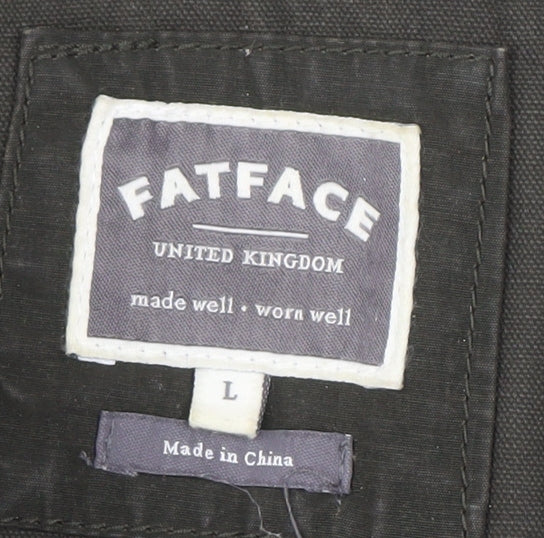 FATFACE
UNITED KINGDOM
made well • worn well
L
Made in China